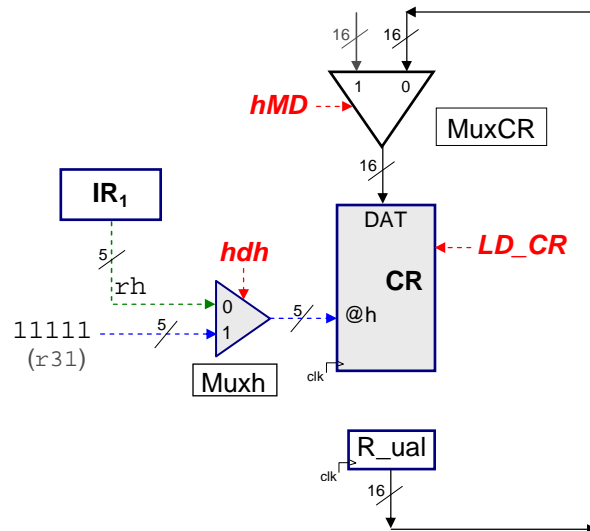 16 16
1 0
hMD
MuxCR
16
IR₁
DAT
hdh
LD_CR
CR
5
rh
0
11111
5
1
5
@h
(r31)
Muxh
clk
R_ual
clk
16